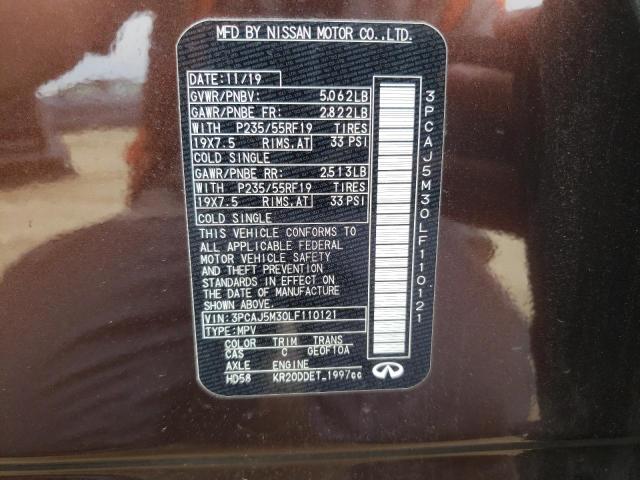 MFD BY NISSAN MOTOR CO.,LTD.
DATE: 11/19
GVWR/PNBV: 5.062LB
GAWR/PNBE FR: 2.822LB
WITH P235/55RF19 TIRES
19X7.5 RIMS.AT 33 PSI
COLD SINGLE
GAWR/PNBE RR: 2.513LB
WITH P235/55RF19 TIRES
19X7.5 RIMS.AT 33 PSI
COLD SINGLE
THIS VEHICLE CONFORMS TO
ALL APPLICABLE FEDERAL
MOTOR VEHICLE SAFETY
AND THEFT PREVENTION
STANDARDS IN EFFECT ON
THE DATE OF MANUFACTURE
SHOWN ABOVE.
VIN: 3PCAJ5M30LF110121
TYPE: MPV
COLOR TRIM TRANS
CAS C GE0F10A
AXLE ENGINE
HD58 KR20DDET_1997cc
3PCAJ5M30LF110121